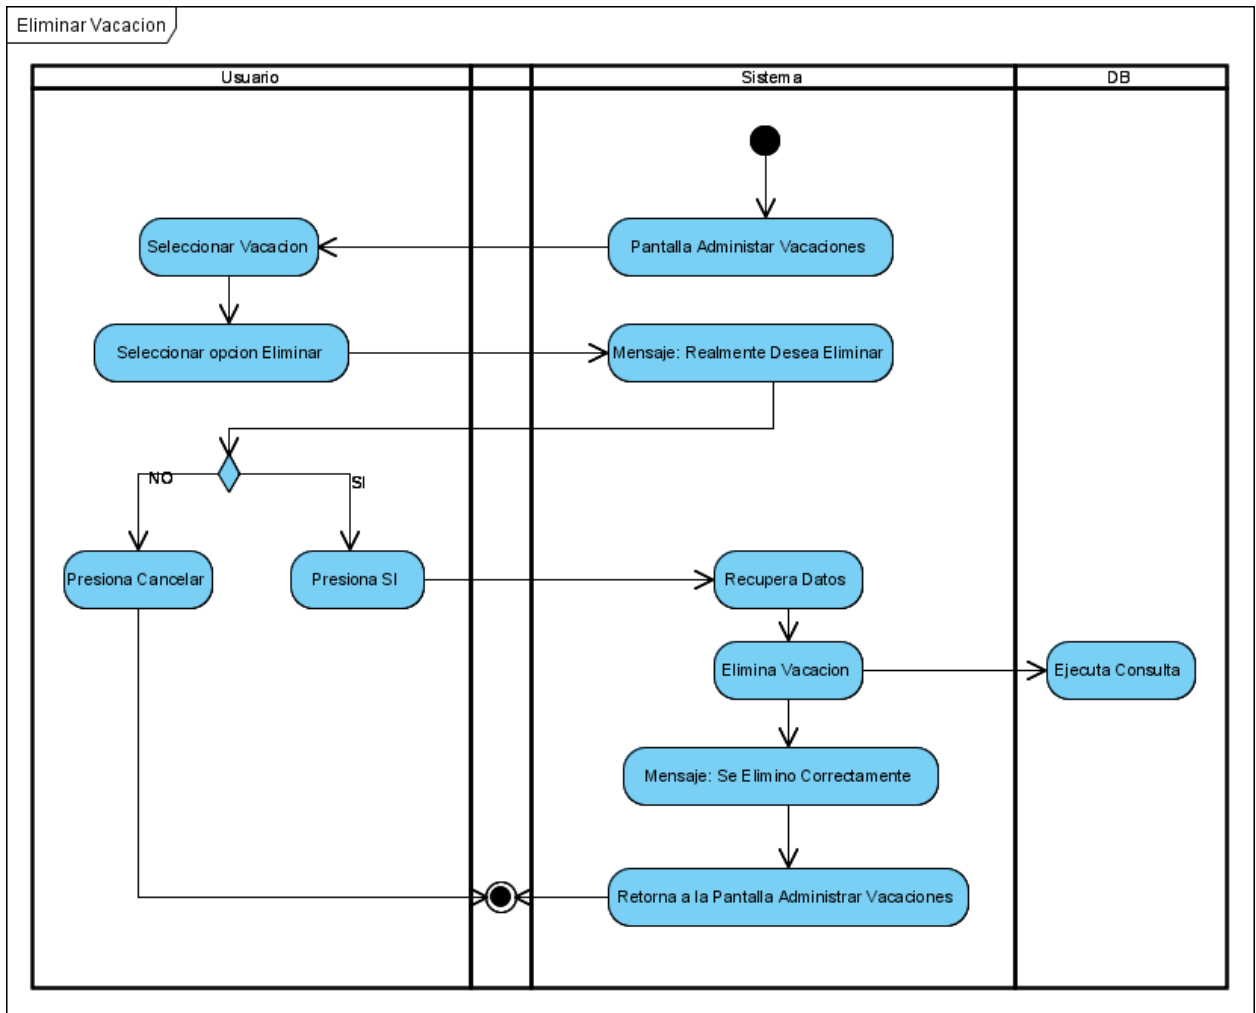 Eliminar Vacacion
Usuario
Sistema
DB
Seleccionar Vacacion
Pantalla Administar Vacaciones
Seleccionar opcion Eliminar
Mensaje: Realmente Desea Eliminar
NO
SI
Presiona Cancelar
Presiona SI
Recupera Datos
Elimina Vacacion
Ejecuta Consulta
Mensaje: Se Elimino Correctamente
Retorna a la Pantalla Administrar Vacaciones